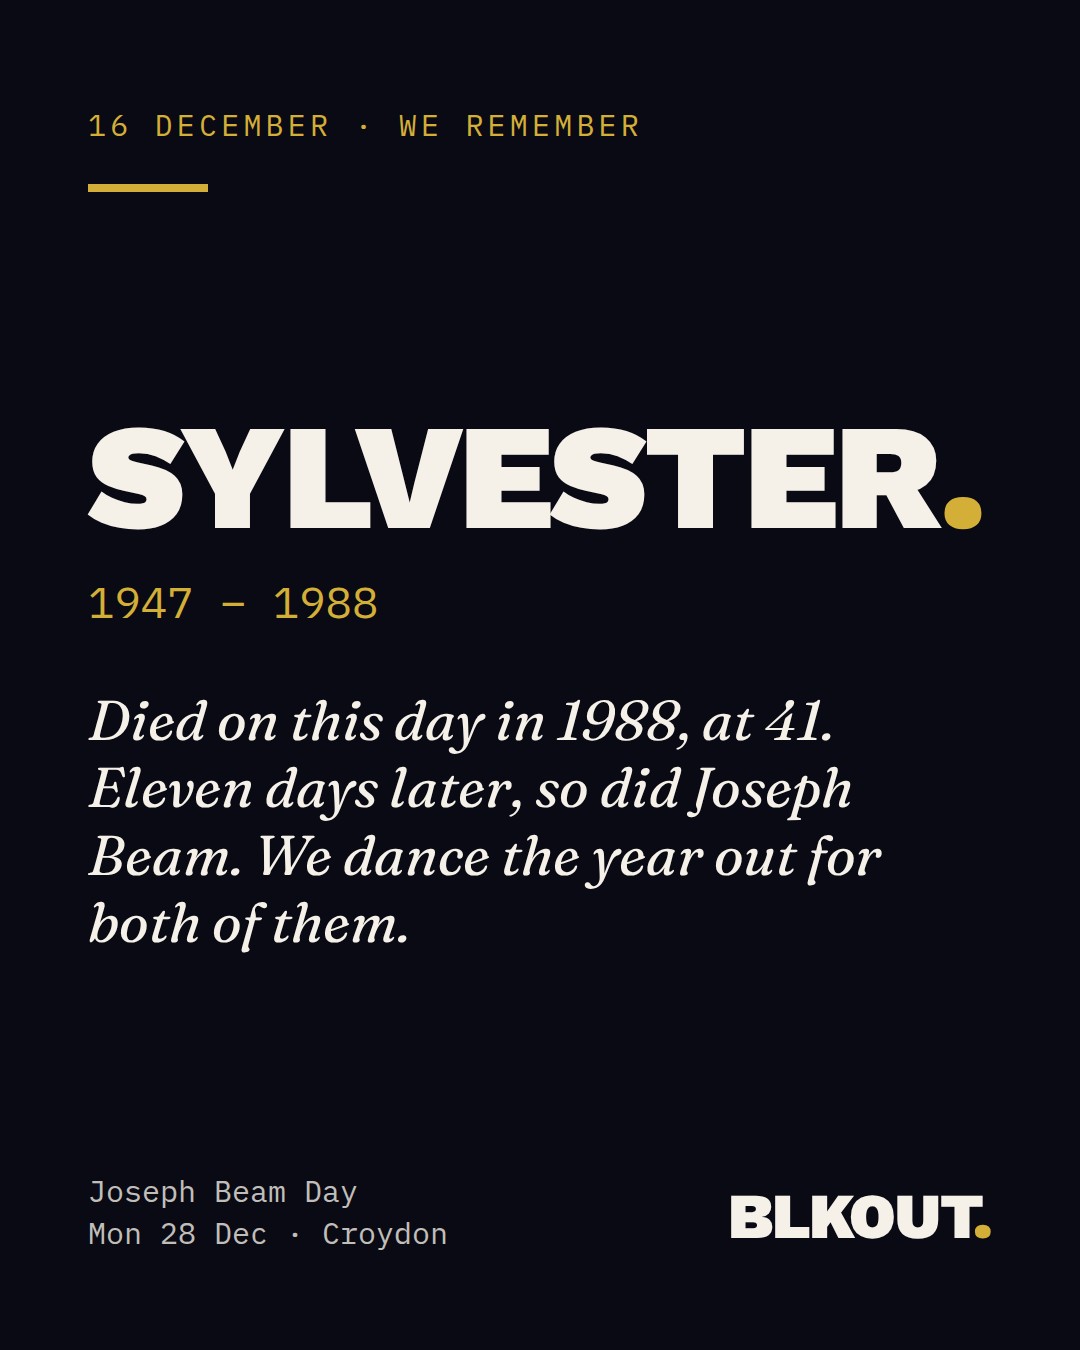 16 DECEMBER · WE REMEMBER
SYLVESTER.
1947 – 1988
Died on this day in 1988, at 41.
Eleven days later, so did Joseph
Beam. We dance the year out for
both of them.
Joseph Beam Day
Mon 28 Dec · Croydon
BLKOUT.